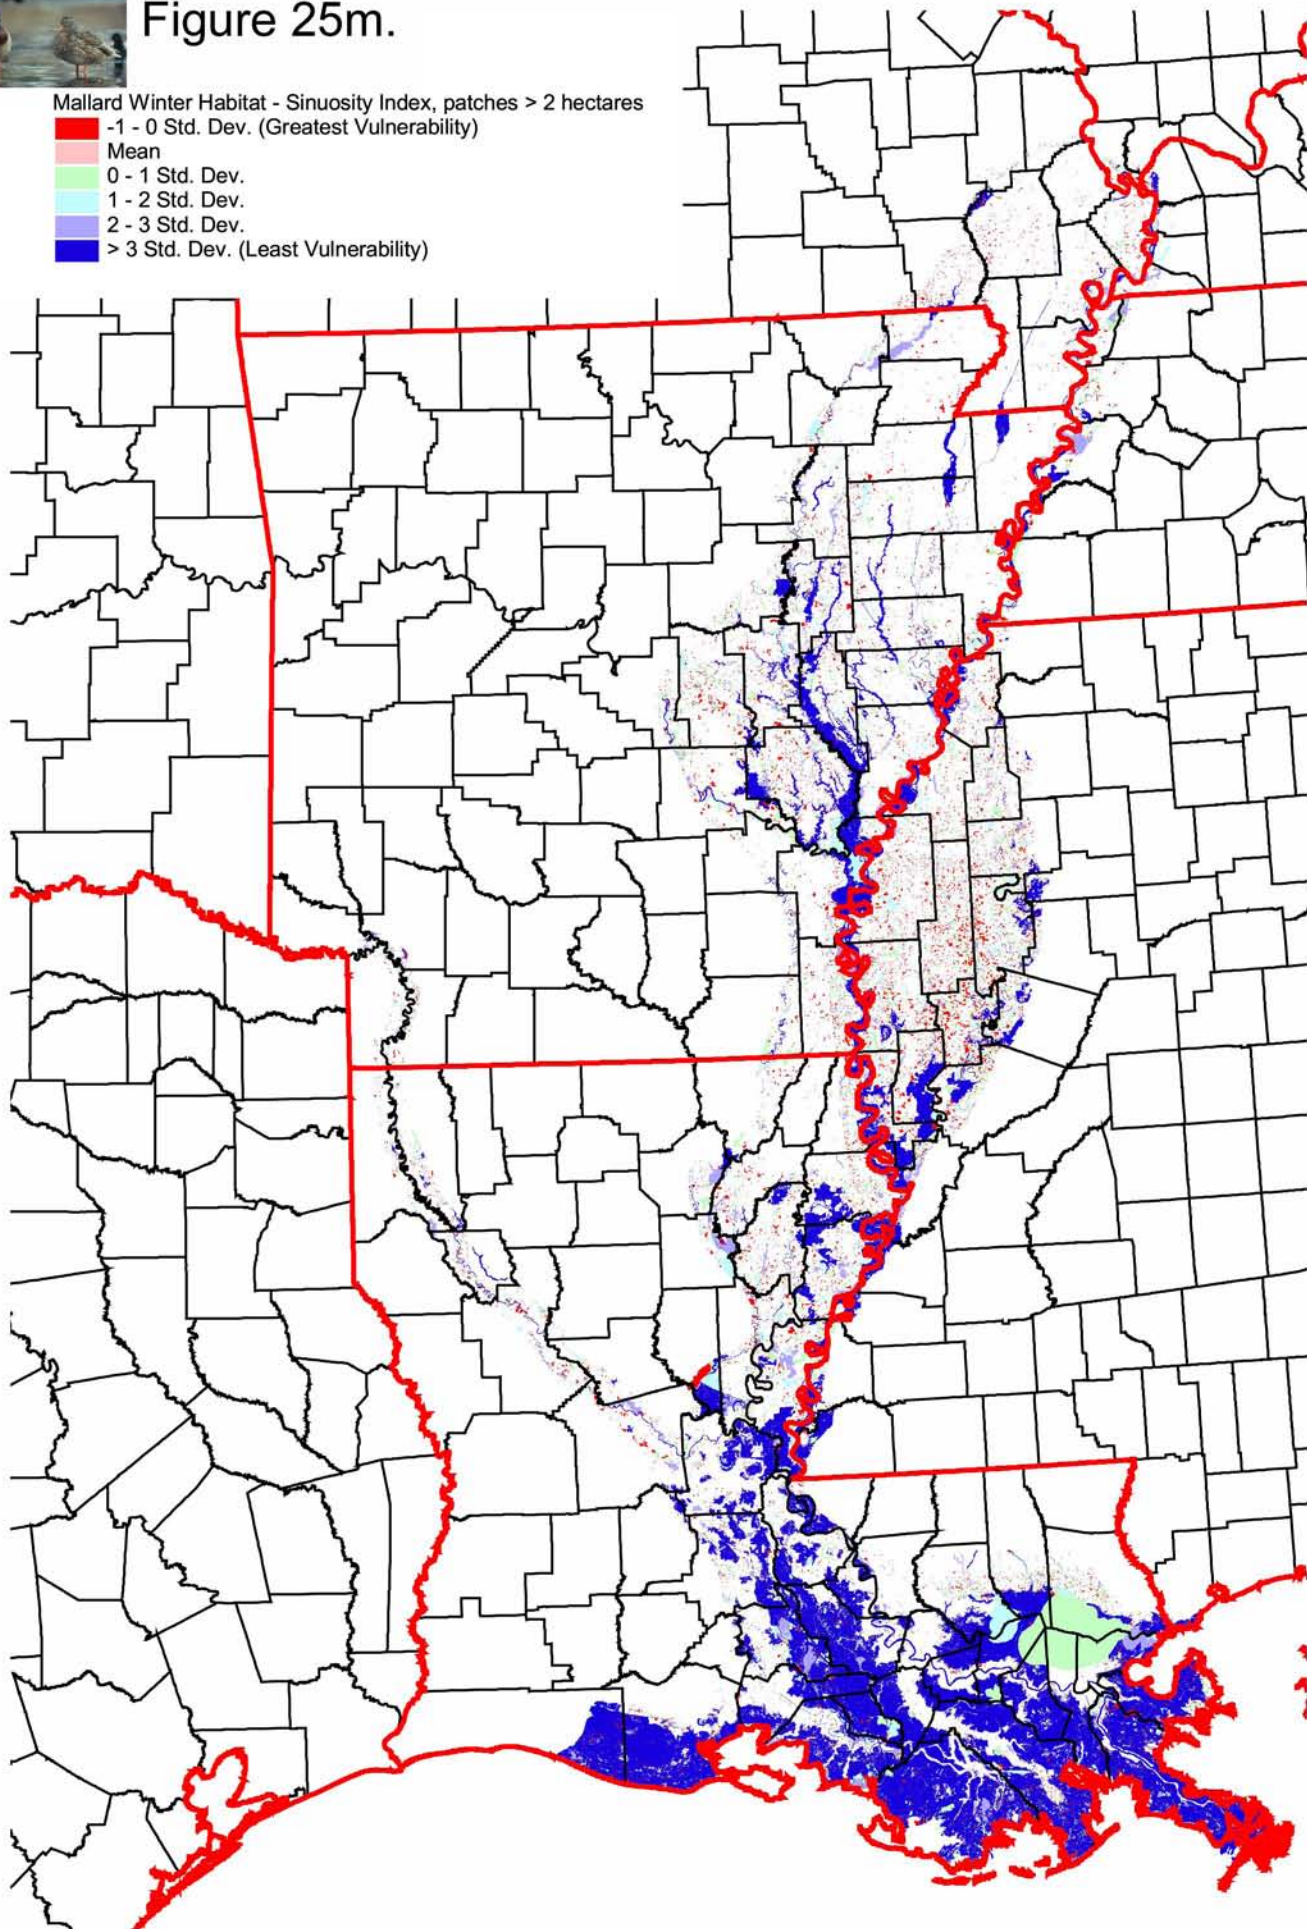 Figure 25m.
Mallard Winter Habitat - Sinuosity Index, patches > 2 hectares
-1 - 0 Std. Dev. (Greatest Vulnerability)
Mean
0 - 1 Std. Dev.
1 - 2 Std. Dev.
2 - 3 Std. Dev.
> 3 Std. Dev. (Least Vulnerability)